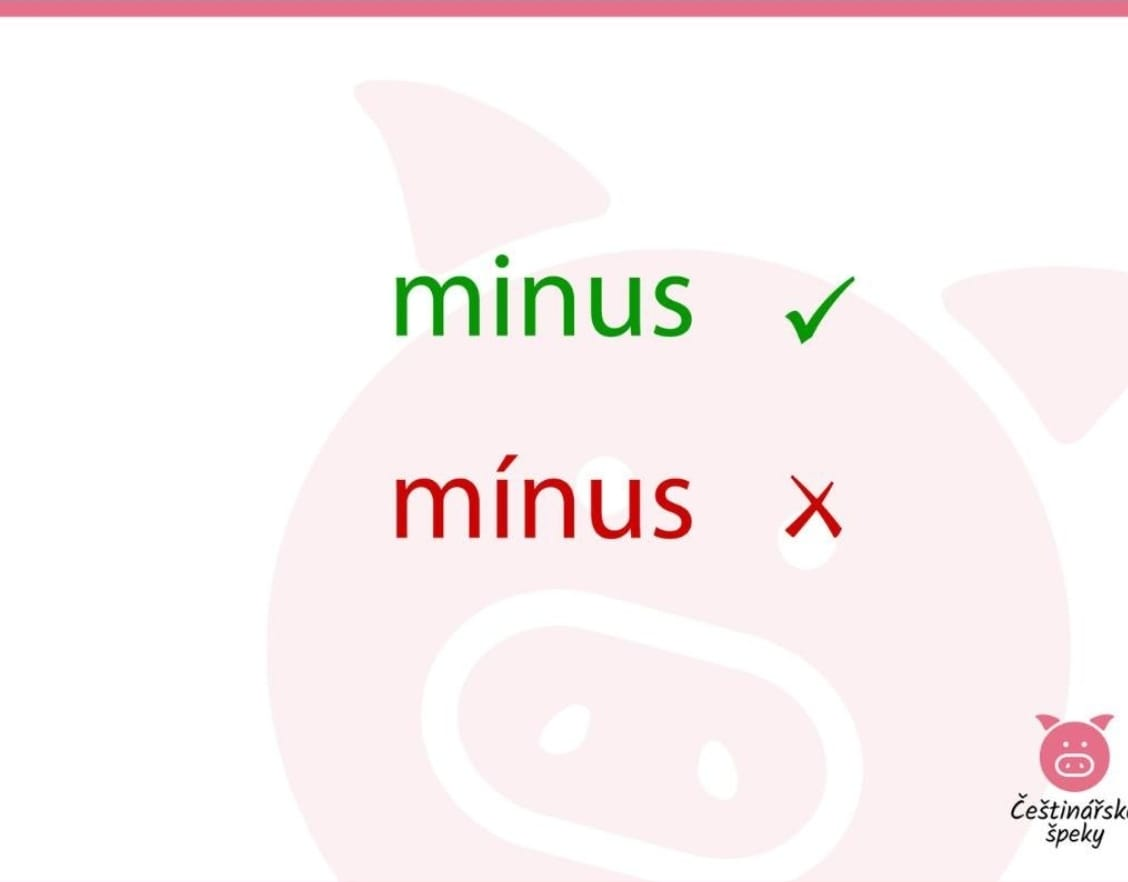 minus ✓
mínus ✗
Češtinářsk
špeky